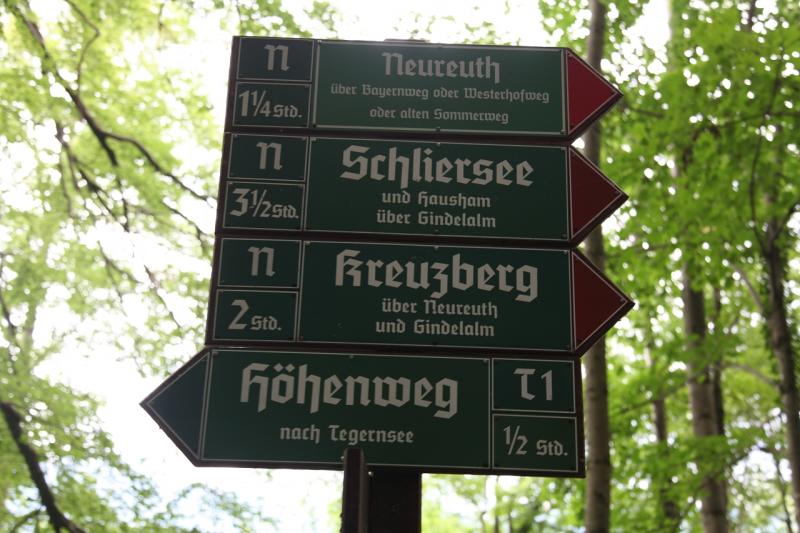 n
1¼ Std.
Neureuth
über Bayernweg oder Westerhofweg
oder alten Sommerweg
n
3½ Std.
Schliersee
und Hausham
über Gindelalm
n
2 Std.
Kreuzberg
über Neureuth
und Gindelalm
Höhenweg
nach Tegernsee
T1
½ Std.